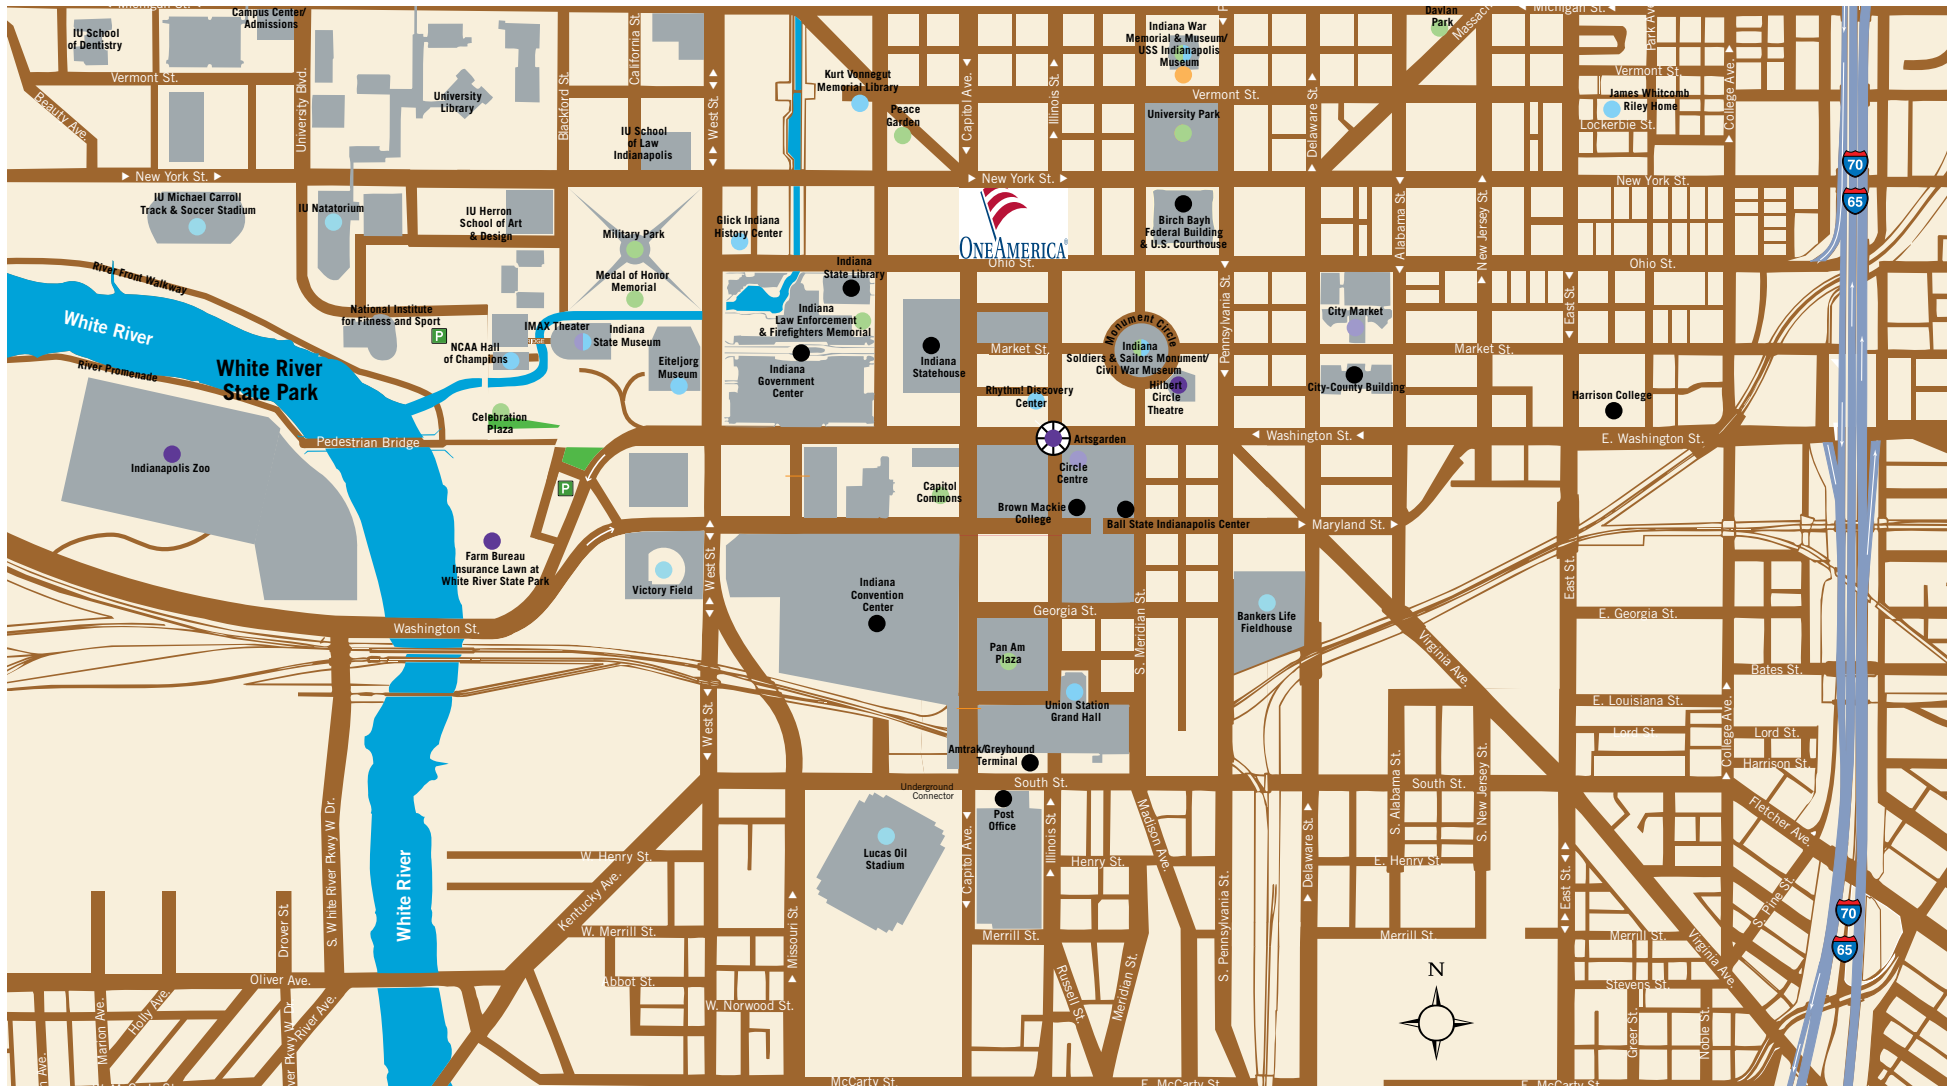 Michigan St.
Michigan St.
Campus Center/
Admissions
IU School
of Dentistry
Vermont St.
Beauty Ave.
University Blvd.
University
Library
Blackford St.
California St.
IU School
of Law
Indianapolis
West St.
Kurt Vonnegut
Memorial Library
Peace
Garden
Capitol Ave.
Illinois St.
Indiana War
Memorial & Museum/
USS Indianapolis
Museum
Vermont St.
University Park
Delaware St.
Davlan
Park
Park Ave.
Vermont St.
James Whitcomb
Riley Home
Lockerbie St.
College Ave.
70
65
New York St.
New York St.
New York St.
IU Michael Carroll
Track & Soccer Stadium
IU Natatorium
IU Herron
School of Art
& Design
Military Park
Medal of Honor
Memorial
Glick Indiana
History Center
ONEAMERICA®
Ohio St.
Birch Bayh
Federal Building
& U.S. Courthouse
Alabama St.
New Jersey St.
Ohio St.
River Front Walkway
White River
River Promenade
White River
State Park
National Institute
for Fitness and Sport
P
NCAA Hall
of Champions
IMAX Theater
Indiana
State Museum
Eiteljorg
Museum
Indiana
State Library
Indiana
Law Enforcement
& Firefighters Memorial
Indiana
Government
Center
Indiana
Statehouse
Market St.
Monument Circle
Indiana
Soldiers & Sailors Monument/
Civil War Museum
Hilbert
Circle
Theatre
Rhythm! Discovery
Center
Pennsylvania St.
City Market
City-County Building
East St.
Market St.
Harrison College
Celebration
Plaza
Pedestrian Bridge
Indianapolis Zoo
P
Artsgarden
Circle
Centre
Washington St.
E. Washington St.
Capitol
Commons
Brown Mackie
College
Ball State Indianapolis Center
Maryland St.
Farm Bureau
Insurance Lawn at
White River State Park
Victory Field
West St.
Indiana
Convention
Center
Georgia St.
S. Meridian St.
Bankers Life
Fieldhouse
East St.
E. Georgia St.
Washington St.
Pan Am
Plaza
Virginia Ave.
Bates St.
West St.
Union Station
Grand Hall
E. Louisiana St.
Lord St.
Lord St.
College Ave.
Harrison St.
Amtrak/Greyhound
Terminal
South St.
South St.
Underground
Connector
Post
Office
Lucas Oil
Stadium
Capitol Ave.
Illinois St.
Madison Ave.
Henry St.
Delaware St.
S. Alabama St.
S. New Jersey St.
E. Henry St.
Fletcher Ave.
S. White River Pkwy W. Dr.
White River
W. Henry St.
Kentucky Ave.
W. Merrill St.
Missouri St.
Merrill St.
S. Pennsylvania St.
Merrill St.
East St.
Merrill St.
S. Pine St.
Virginia Ave.
70
65
Drover St.
Oliver Ave.
Abbot St.
W. Norwood St.
Russell St.
Meridian St.
N
Stevens St.
Greer St.
Noble St.
Marion Ave.
Holly Ave.
River Ave.
McCarty St.
E. McCarty St.
E. McCarty St.